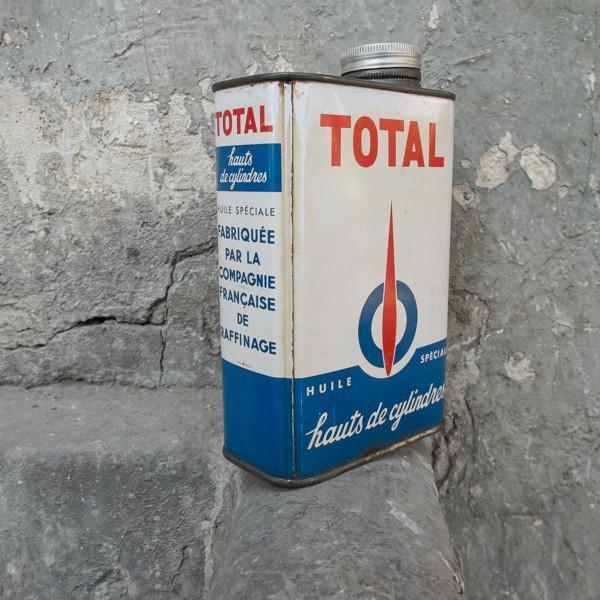 TOTAL
hauts
de cylindres
HUILE SPÉCIALE
FABRIQUÉE
PAR LA
COMPAGNIE
FRANÇAISE
DE
RAFFINAGE
TOTAL
HUILE SPÉCIALE
hauts de cylindres